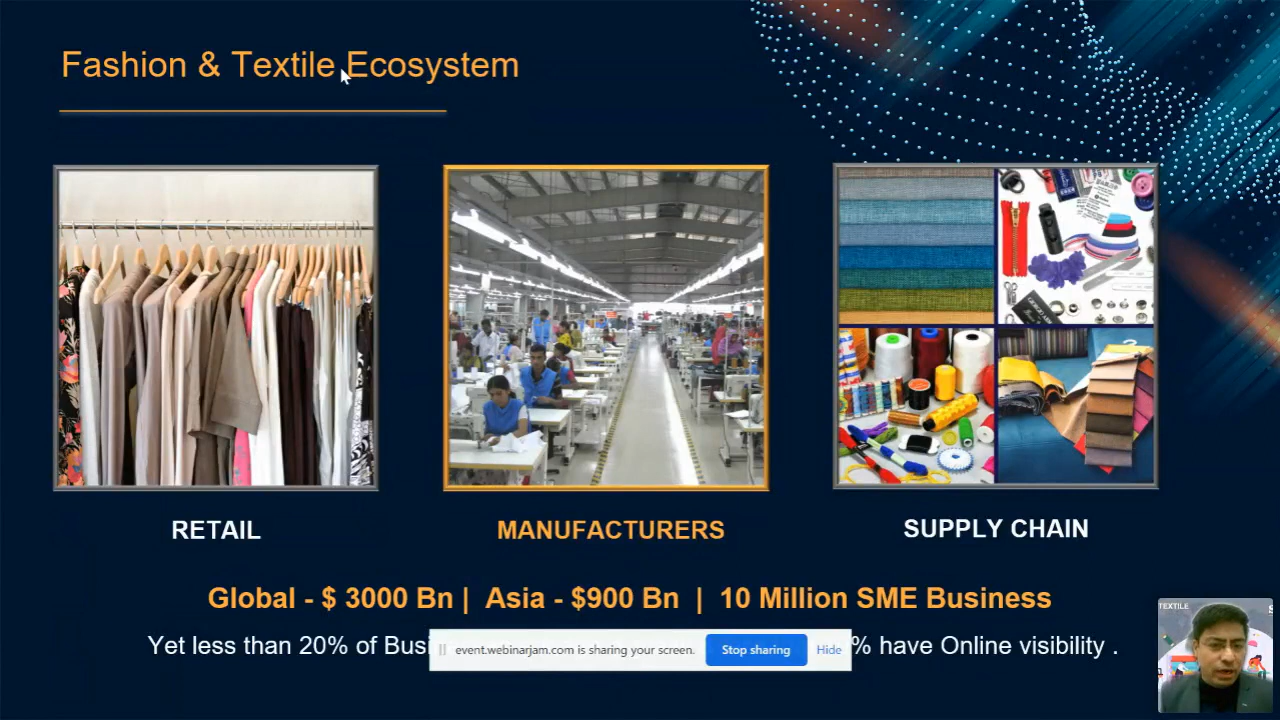 Fashion & Textile Ecosystem
RETAIL
MANUFACTURERS
SUPPLY CHAIN
Global - $ 3000 Bn | Asia - $900 Bn | 10 Million SME Business
Yet less than 20% of Busi % have Online visibility .
event.webinarjam.com is sharing your screen. Stop sharing Hide
TEXTILE